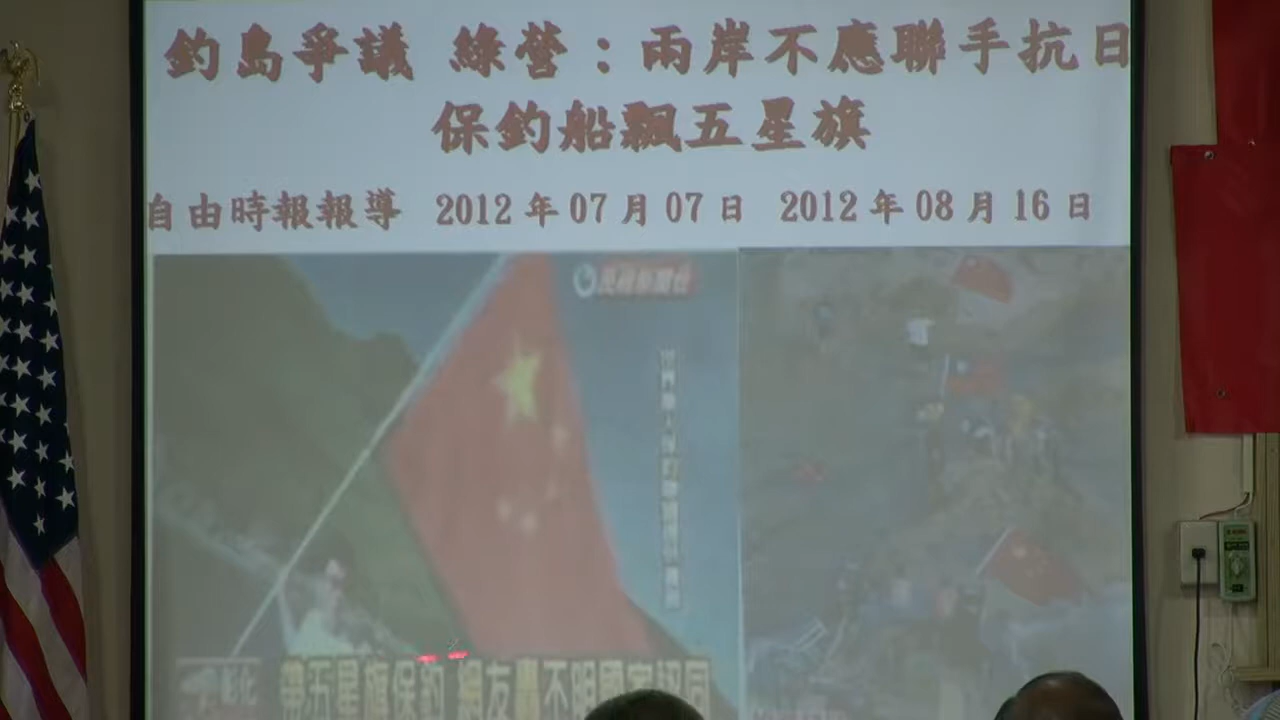 釣島爭議 綠營：兩岸不應聯手抗日
保釣船飄五星旗
自由時報報導 2012年07月07日 2012年08月16日
帶五星旗保釣 網友轟不明國家認同